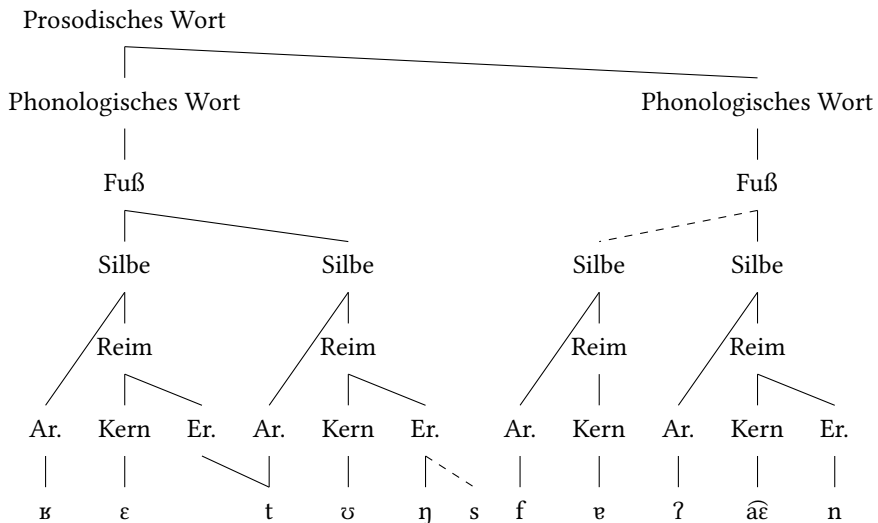 Prosodisches Wort
Phonologisches Wort Phonologisches Wort
Fuß Fuß
Silbe Silbe Silbe Silbe
Reim Reim Reim Reim
Ar. Kern Er. Ar. Kern Er. Ar. Kern Ar. Kern Er.
ʁ ɛ t ʊ ŋ s f ɐ ʔ a͡ɛ n